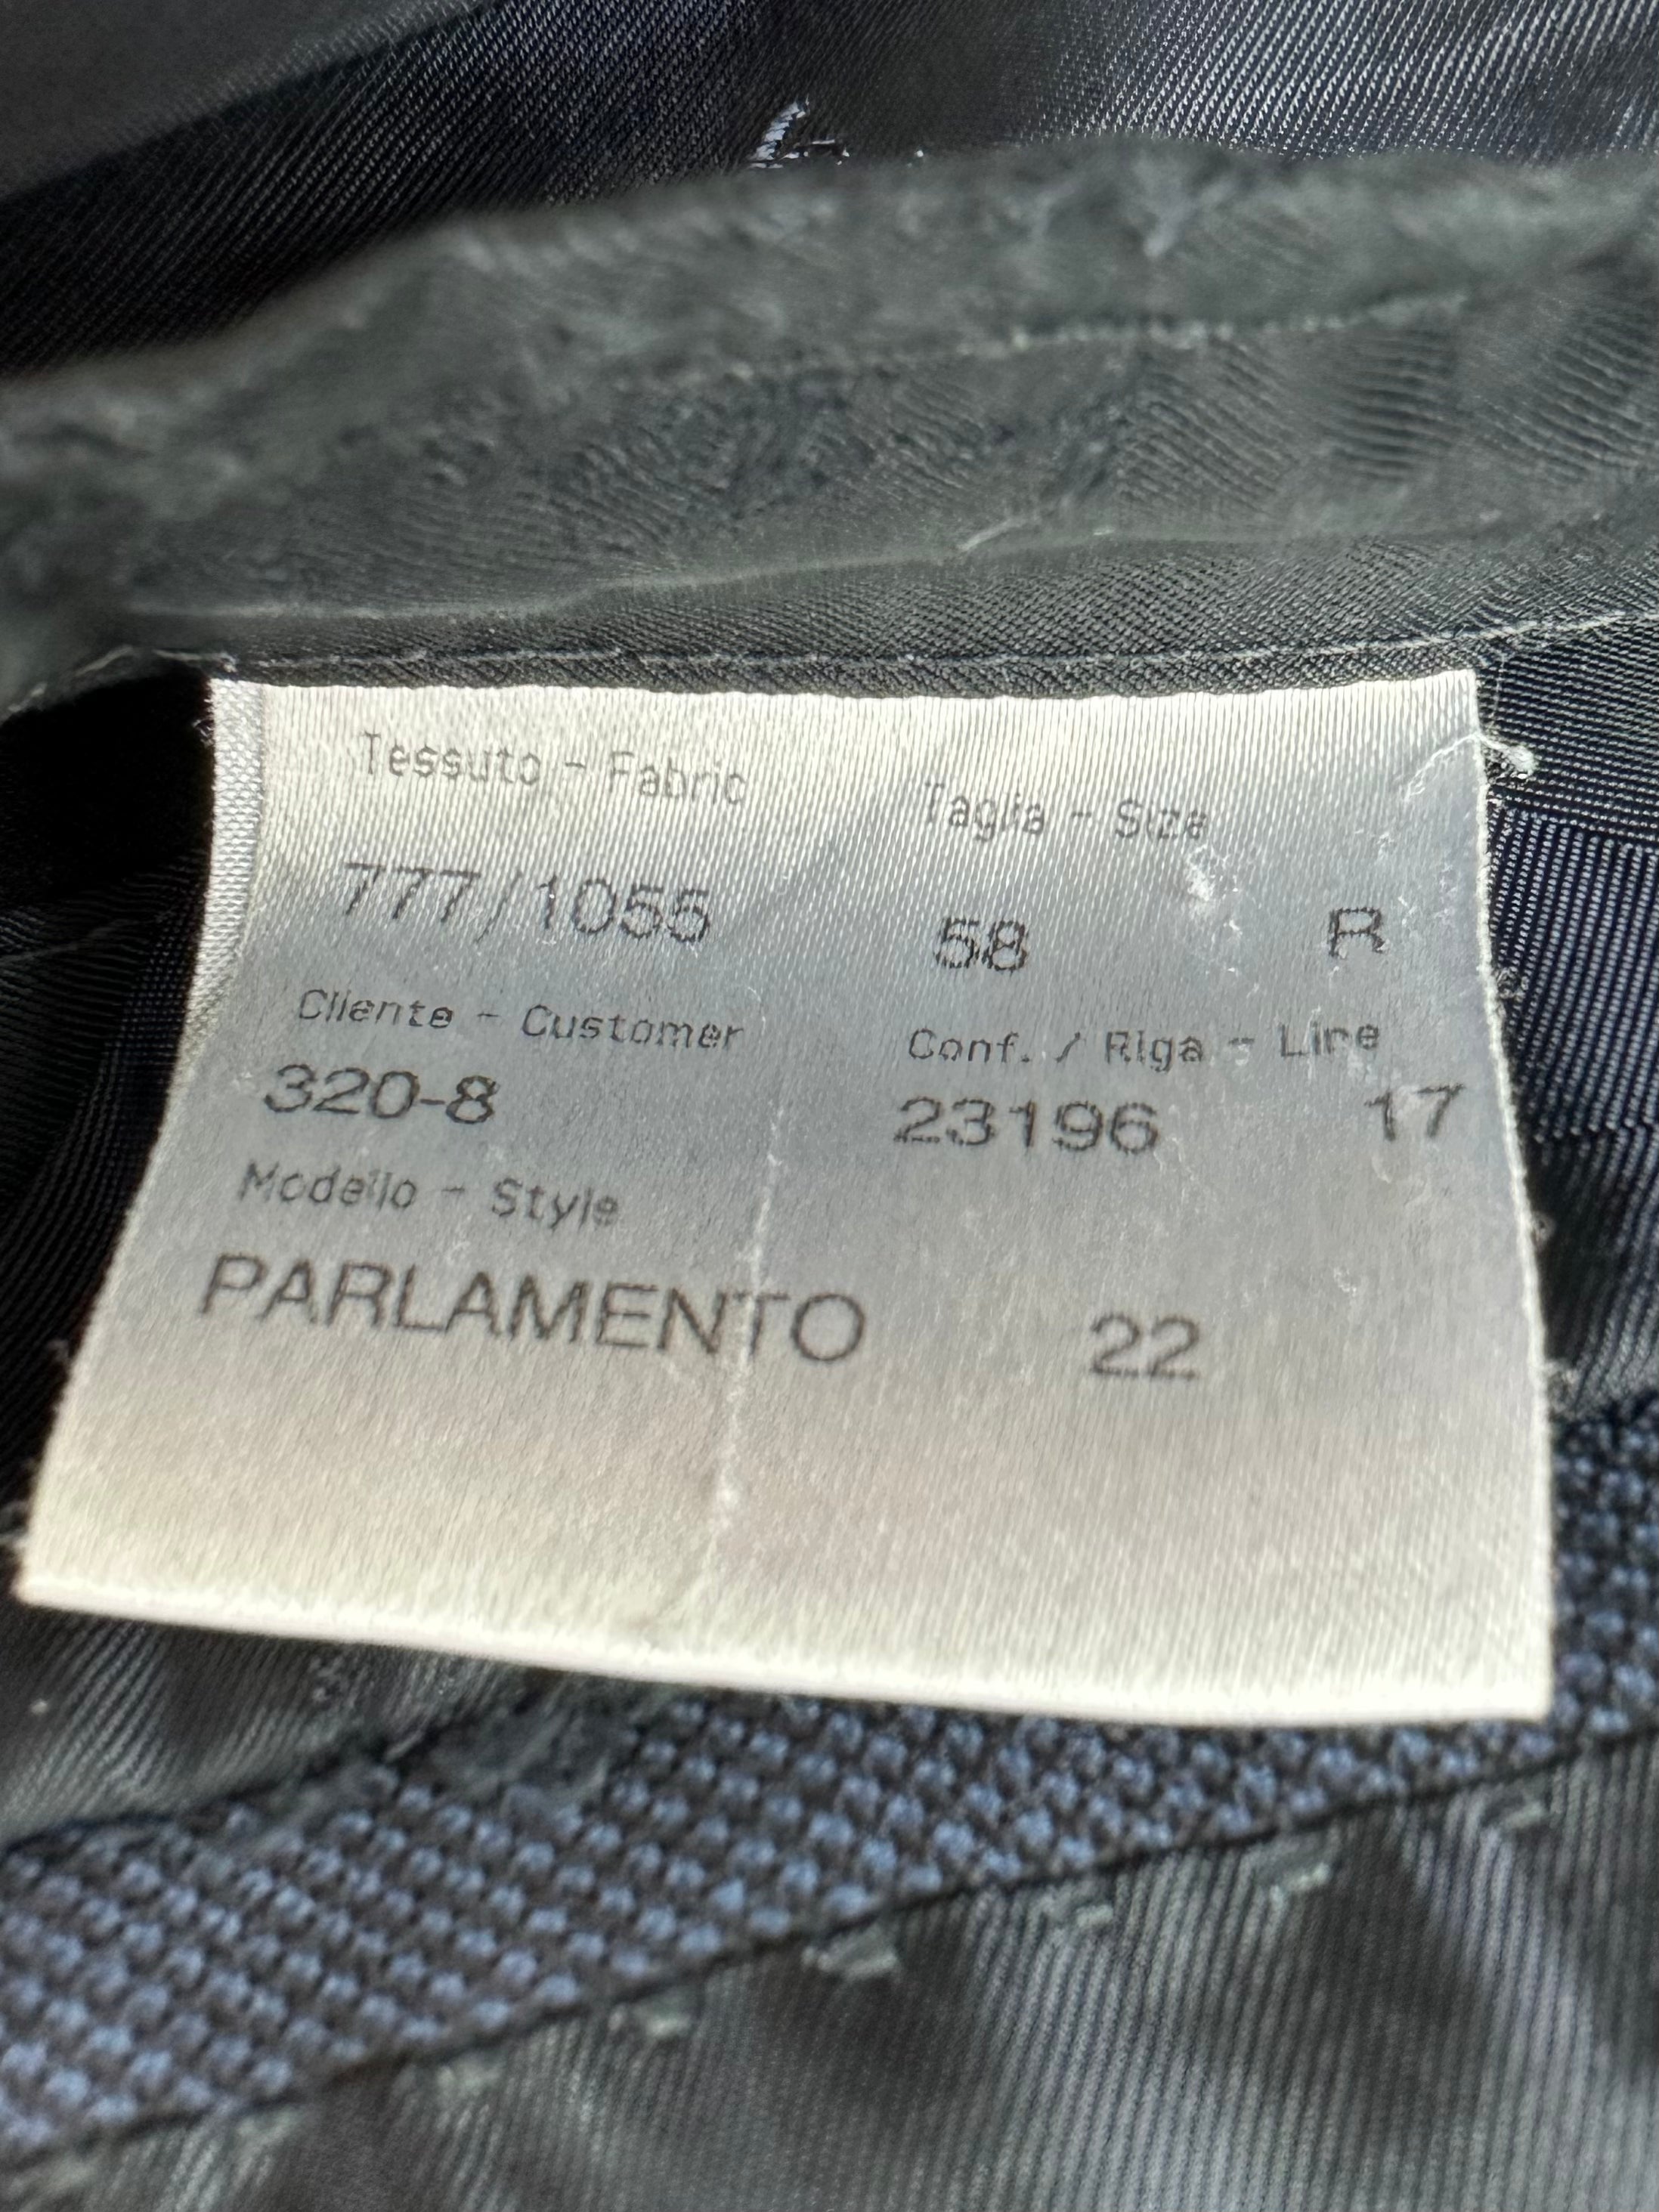 Tessuto - Fabric Taglia - Size
777/1055 58 R
Cliente - Customer Conf. / Riga - Line
320-8 23196 17
Modello - Style
PARLAMENTO 22